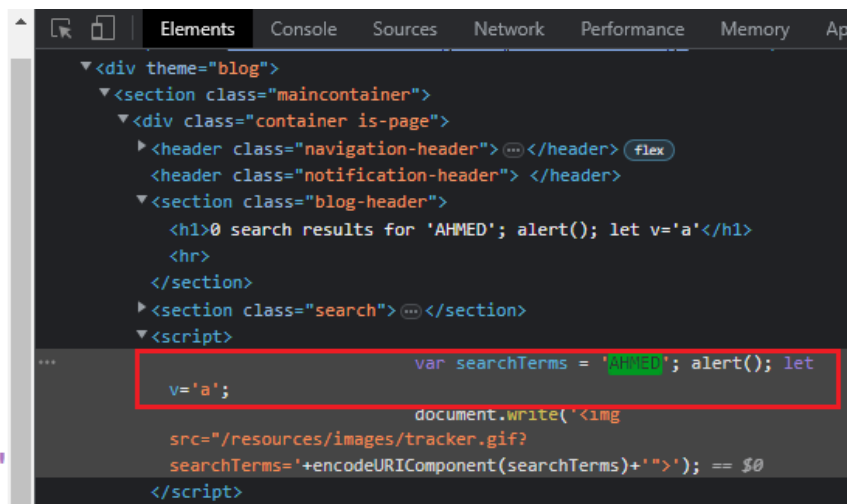 Elements Console Sources Network Performance Memory Ap
▼<div theme="blog">
▼<section class="maincontainer">
▼<div class="container is-page">
▶<header class="navigation-header">…</header> flex
<header class="notification-header"> </header>
▼<section class="blog-header">
<h1>0 search results for 'AHMED'; alert(); let v='a'</h1>
<hr>
</section>
▶<section class="search">…</section>
▼<script>
... var searchTerms = 'AHMED'; alert(); let
v='a';
document.write('<img
src="/resources/images/tracker.gif?
searchTerms='+encodeURIComponent(searchTerms)+'">'); == $0
</script>